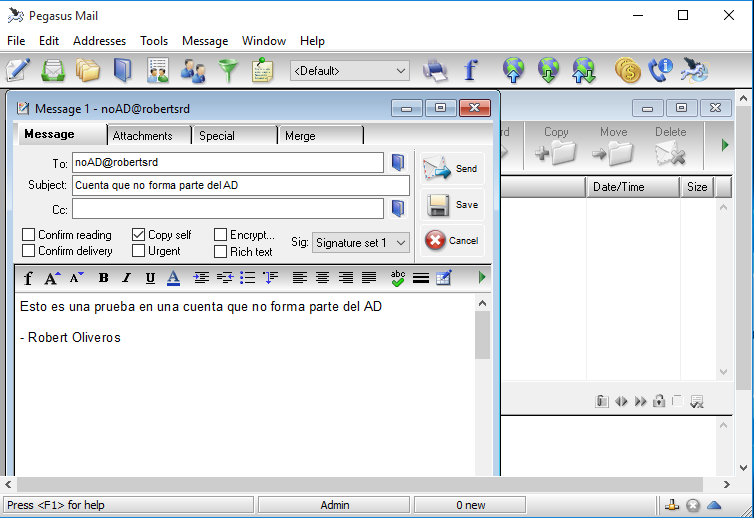 Pegasus Mail
File Edit Addresses Tools Message Window Help
<Default>
Message 1 - noAD@robertsrd
Message Attachments Special Merge
To: noAD@robertsrd
Send
Subject: Cuenta que no forma parte del AD
Save
Cc:
Confirm reading Copy self Encrypt...
Sig: Signature set 1
Cancel
Confirm delivery Urgent Rich text
Esto es una prueba en una cuenta que no forma parte del AD
- Robert Oliveros
Copy Move Delete
Date/Time Size
Press <F1> for help Admin 0 new